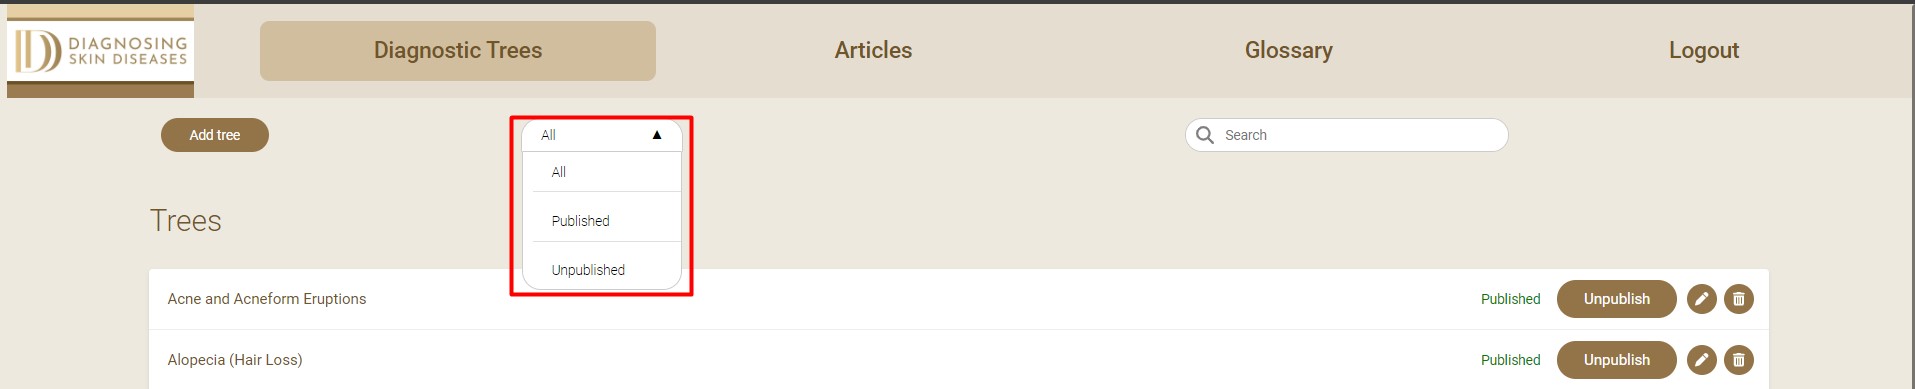 DIAGNOSING
SKIN DISEASES
Diagnostic Trees
Articles
Glossary
Logout
Add tree
All
Search
All
Published
Unpublished
Trees
Acne and Acneform Eruptions
Published
Unpublish
Alopecia (Hair Loss)
Published
Unpublish